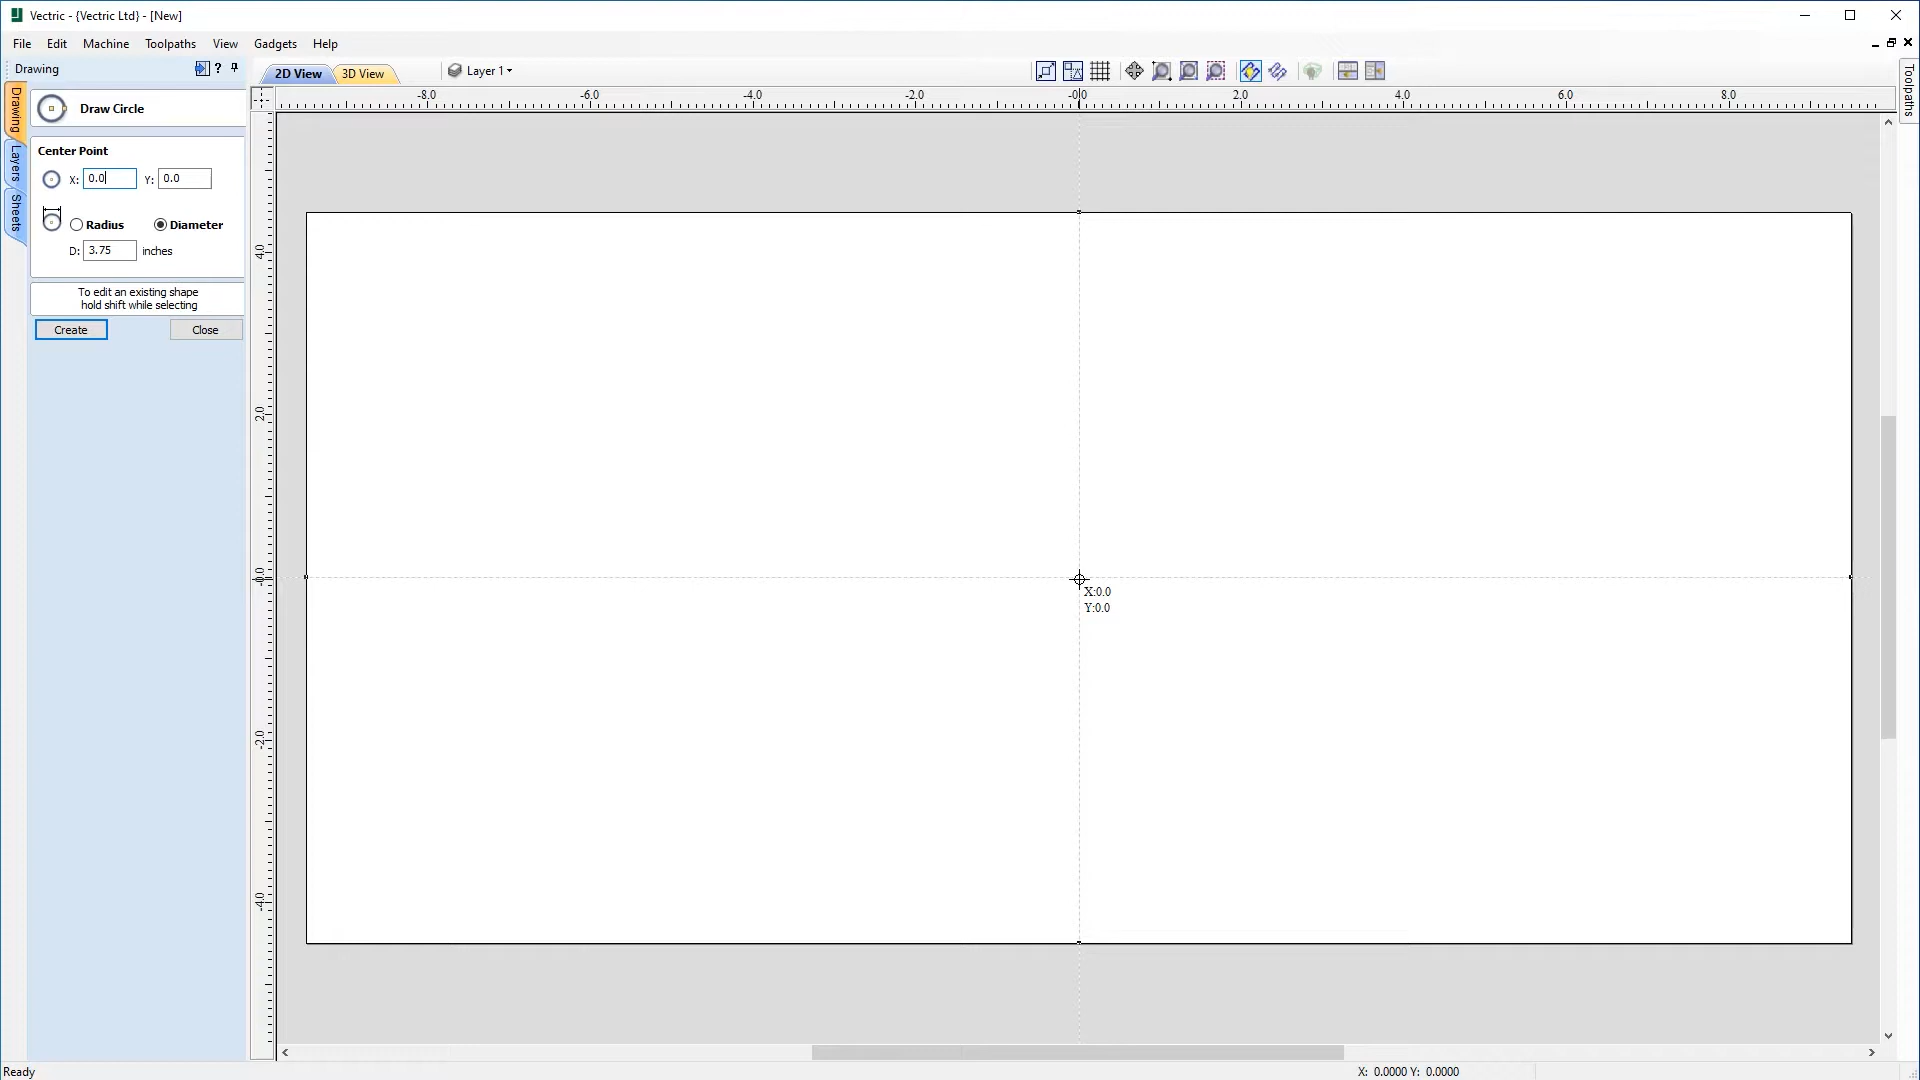 Vectric - {Vectric Ltd} - [New]
File Edit Machine Toolpaths View Gadgets Help
Drawing ?
2D View 3D View Layer 1
Drawing
Layers
Sheets
Draw Circle
Center Point
X: 0.0 Y: 0.0
Radius Diameter
D: 3.75 inches
To edit an existing shape
hold shift while selecting
Create Close
-8.0 -6.0 -4.0 -2.0 -0.0 2.0 4.0 6.0 8.0
4.0
2.0
-0.0
-2.0
-4.0
X:0.0
Y:0.0
Toolpaths
Ready X: 0.0000 Y: 0.0000